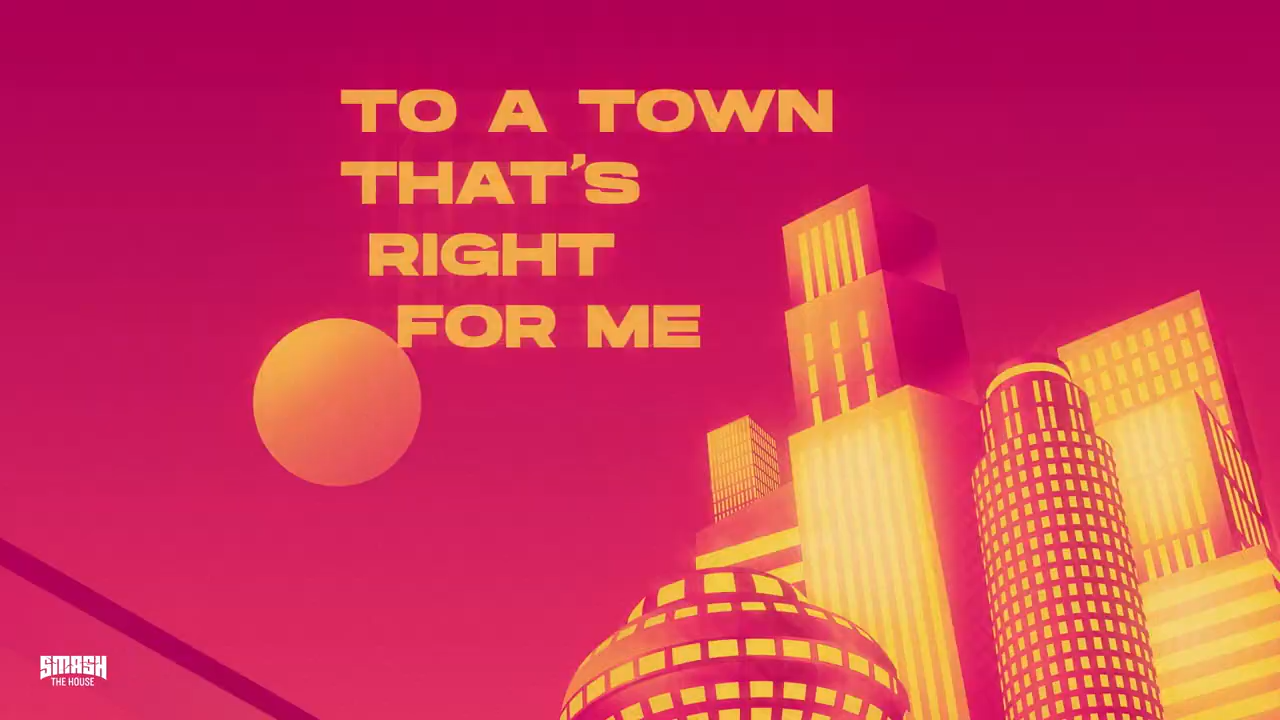 TO A TOWN
THAT'S
RIGHT
FOR ME
SMASH
THE HOUSE